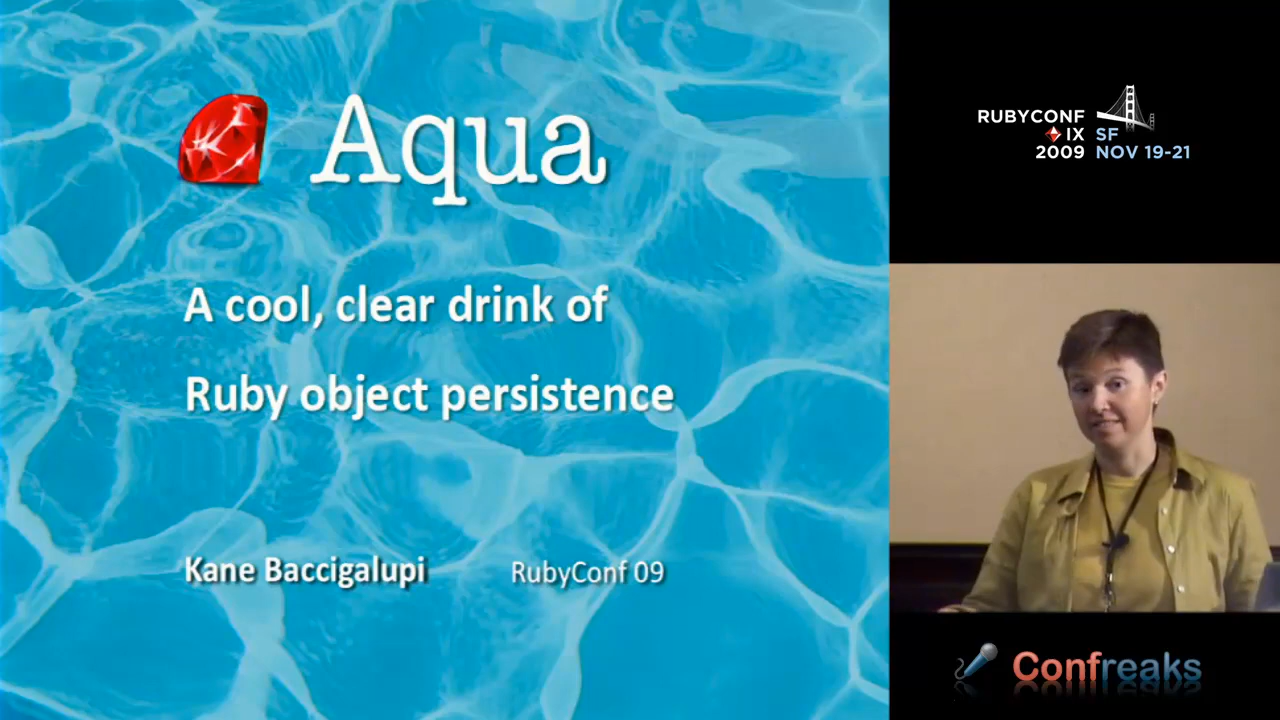 Aqua
A cool, clear drink of
Ruby object persistence
Kane Baccigalupi RubyConf 09
RUBYCONF
IX SF
2009 NOV 19-21
Confreaks